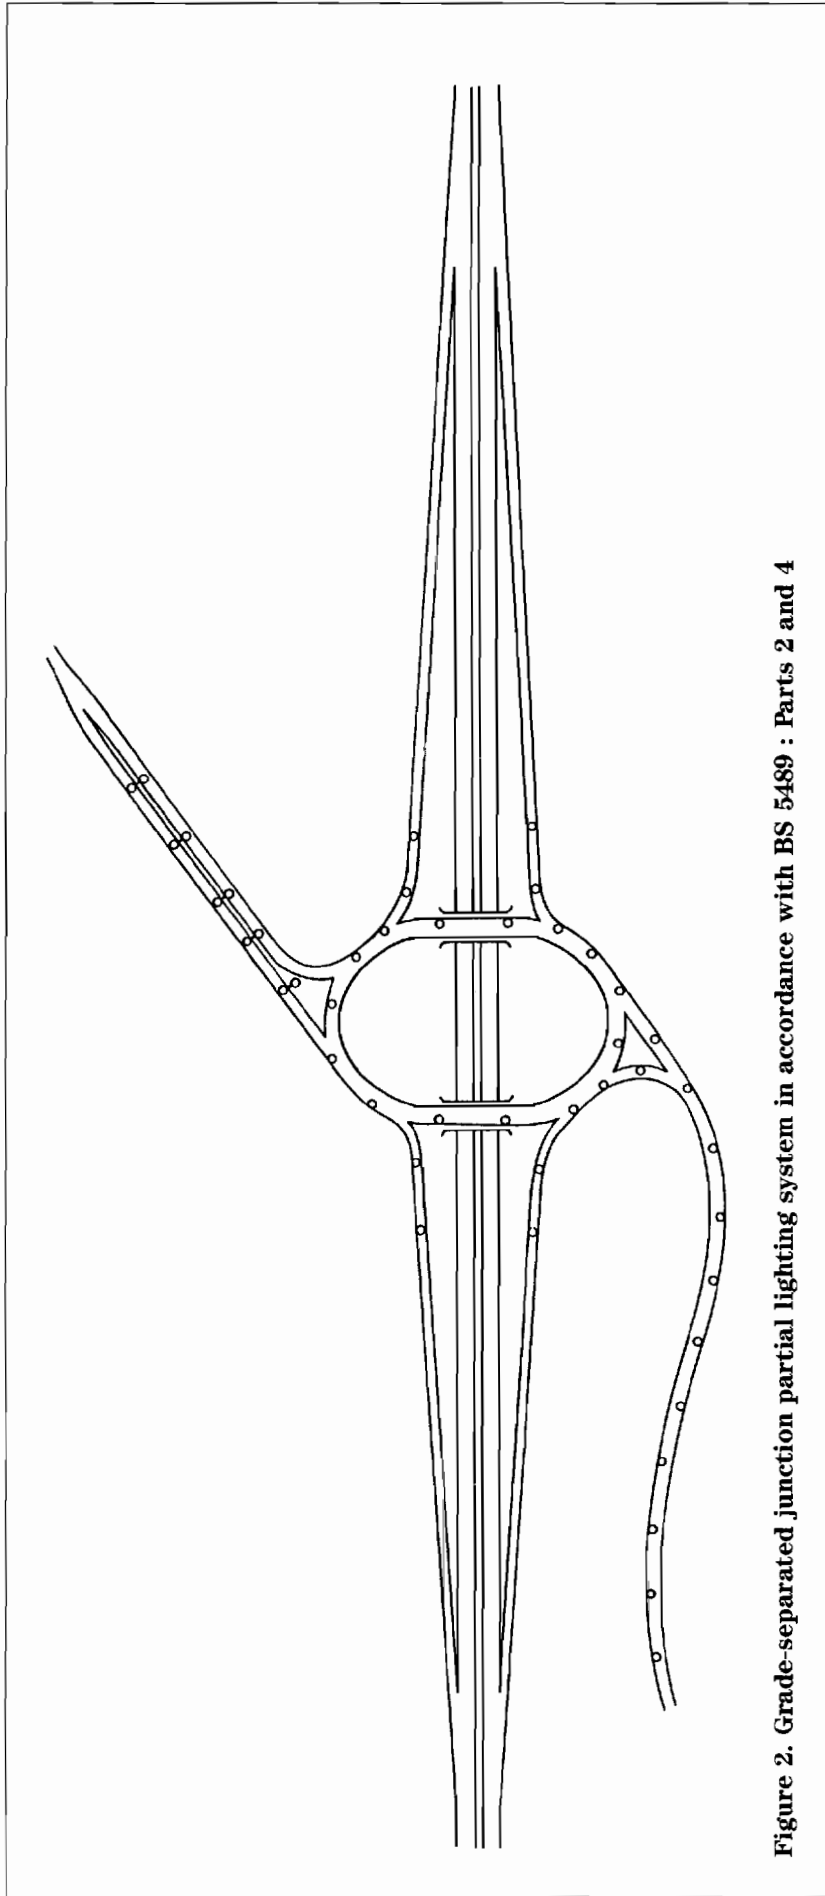 Figure 2. Grade-separated junction partial lighting system in accordance with BS 5489 : Parts 2 and 4